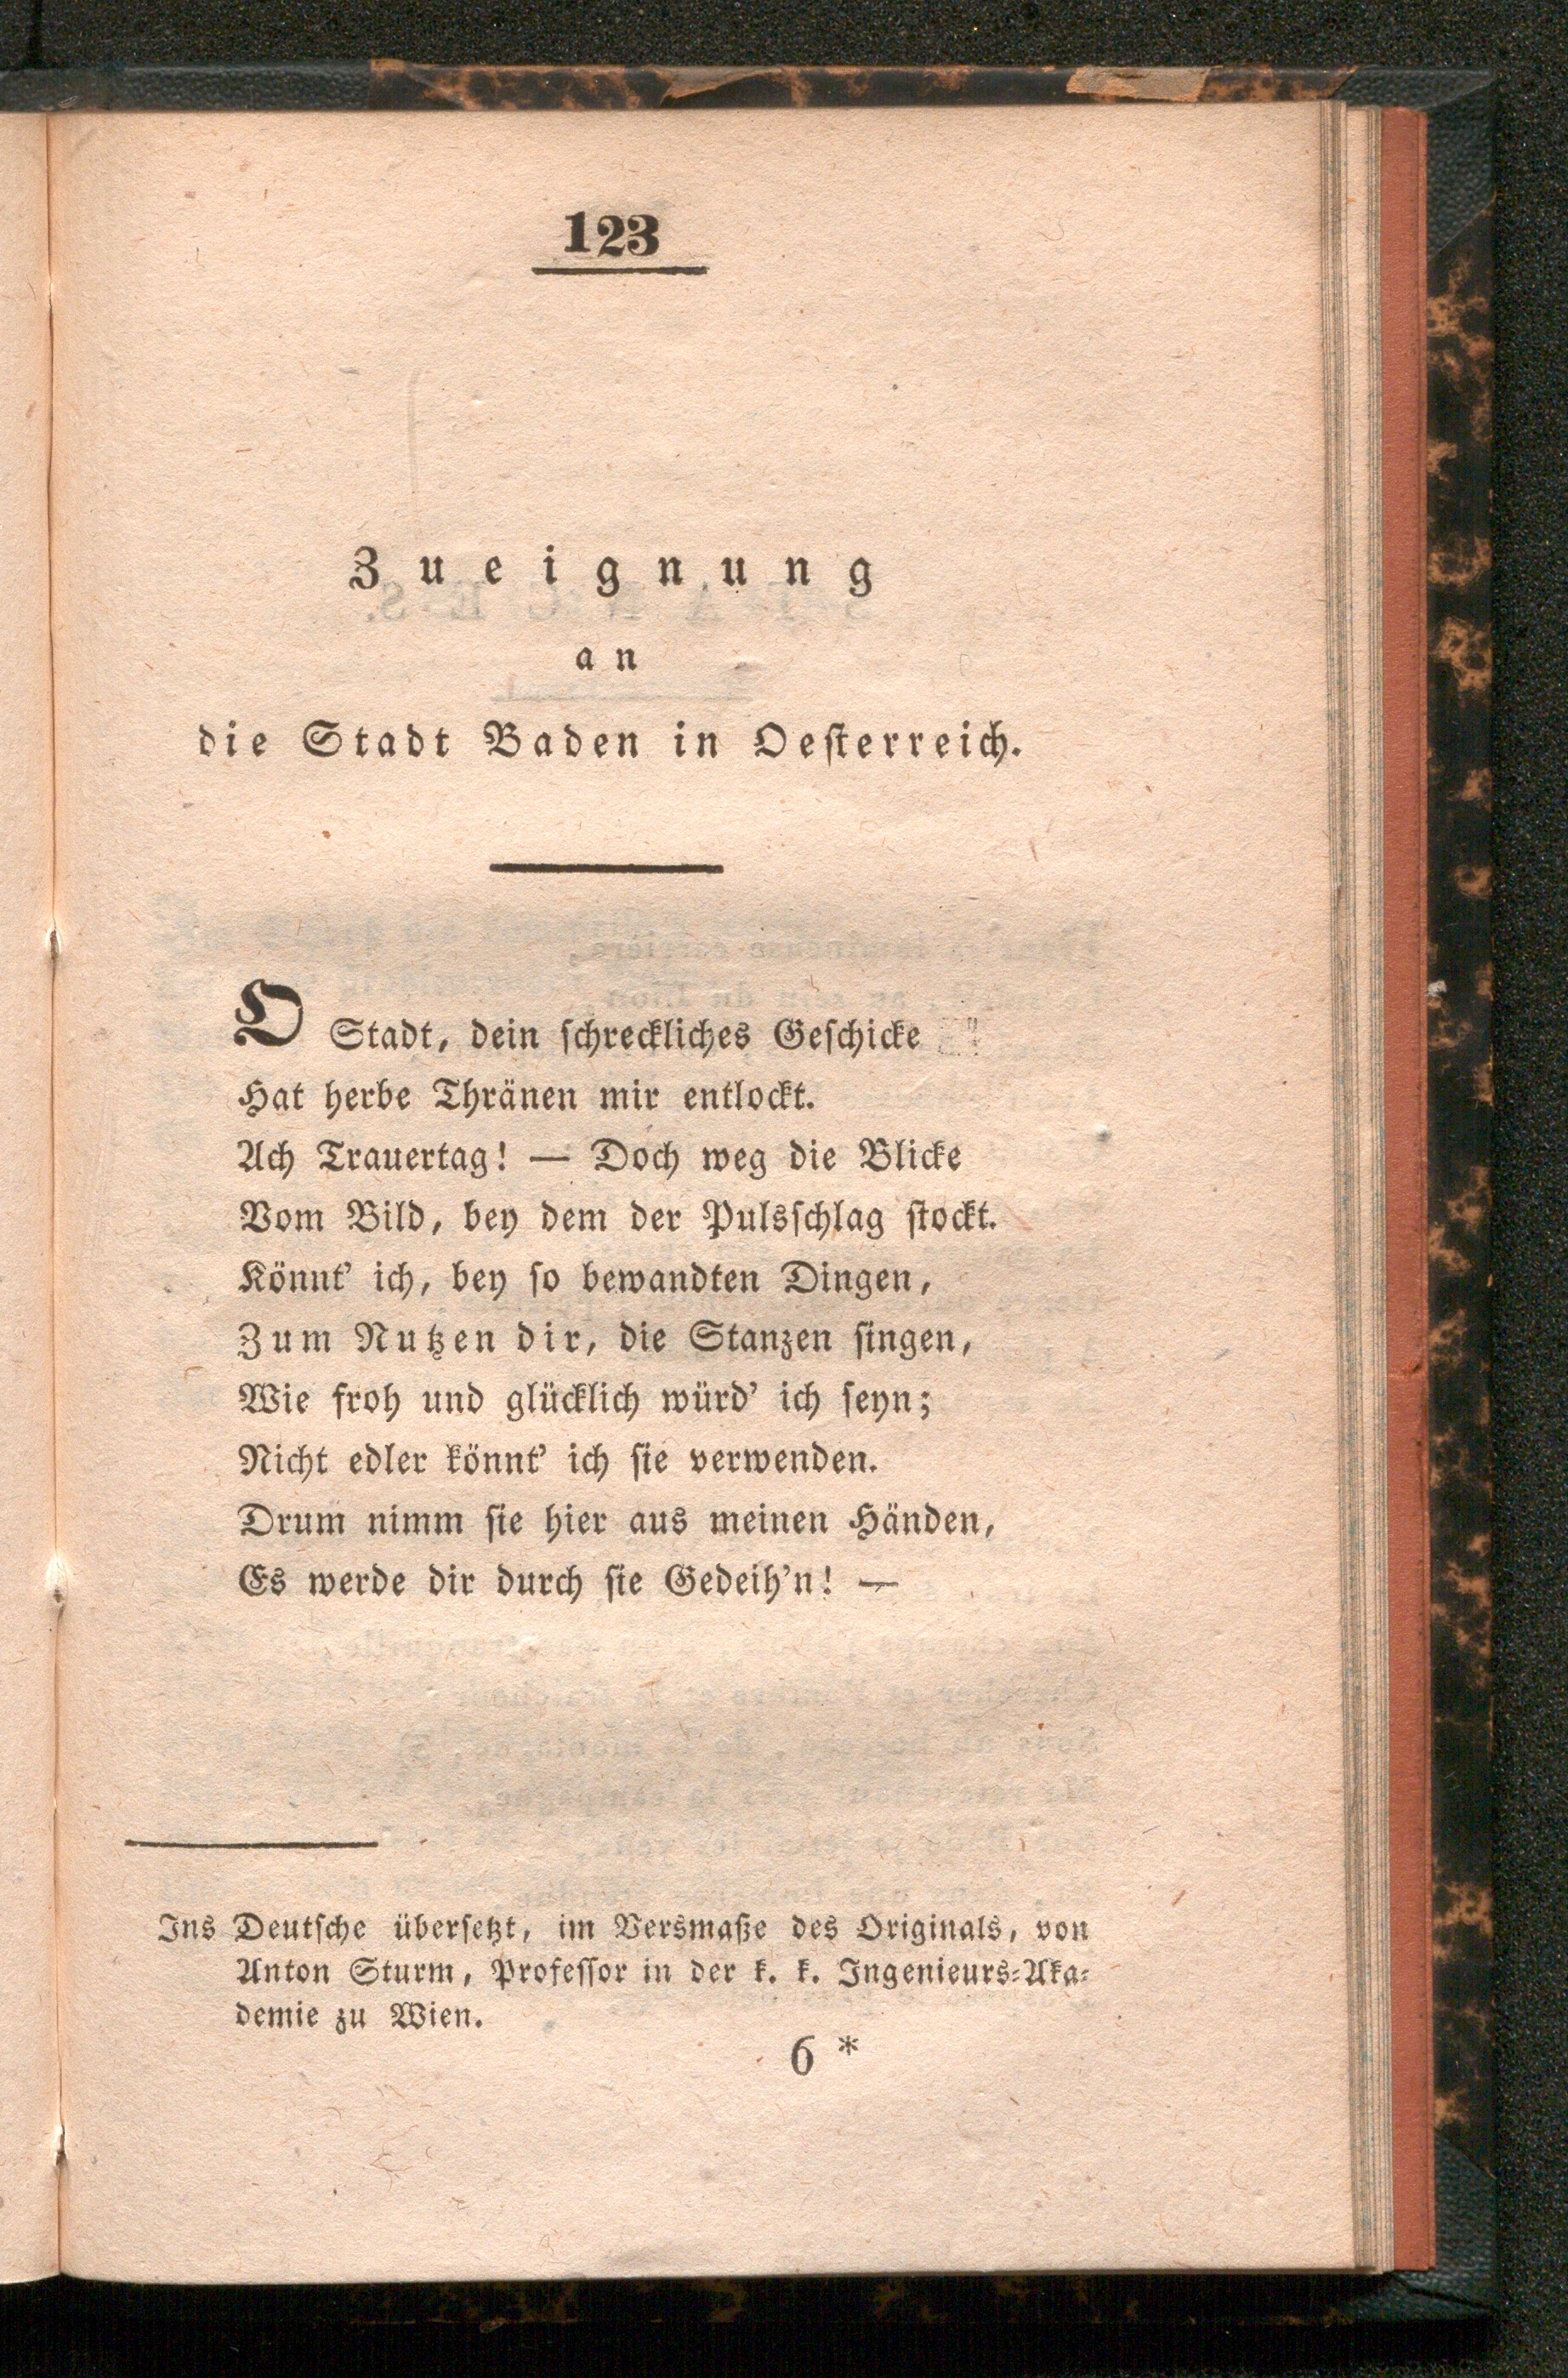 123
Zueignung
an
die Stadt Baden in Oeſterreich.
O Stadt, dein ſchreckliches Geſchicke
Hat herbe Thränen mir entlockt.
Ach Trauertag! — Doch weg die Blicke
Vom Bild, bey dem der Pulsſchlag ſtockt.
Könnt' ich, bey ſo bewandten Dingen,
Zum Nutzen dir, die Stanzen ſingen,
Wie froh und glücklich würd' ich ſeyn;
Nicht edler könnt' ich ſie verwenden.
Drum nimm ſie hier aus meinen Händen,
Es werde dir durch ſie Gedeih'n! —
Ins Deutſche überſetzt, im Versmaße des Originals, von
Anton Sturm, Profeſſor in der k. k. Ingenieurs-Aka-
demie zu Wien.
6 *